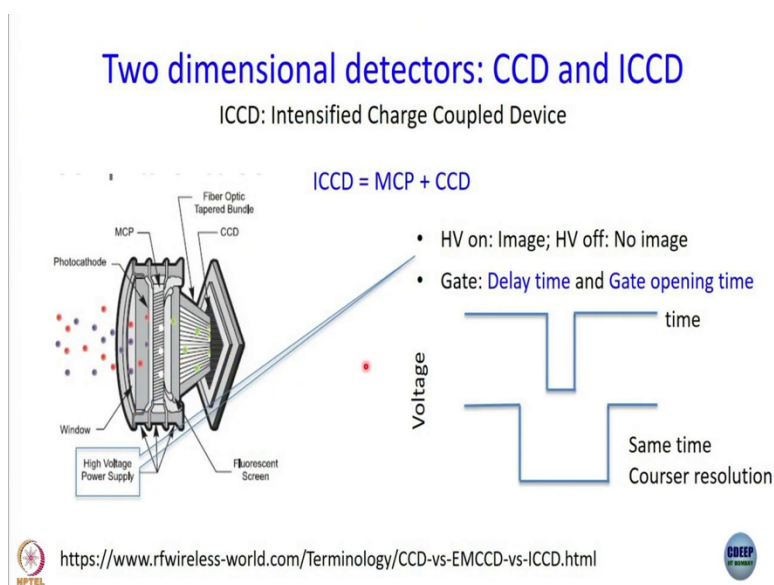 Two dimensional detectors: CCD and ICCD
ICCD: Intensified Charge Coupled Device
ICCD = MCP + CCD
Fiber Optic
Tapered Bundle
MCP
CCD
Photocathode
Window
High Voltage
Power Supply
Fluorescent
Screen
• HV on: Image; HV off: No image
• Gate: Delay time and Gate opening time
time
Voltage
Same time
Courser resolution
https://www.rfwireless-world.com/Terminology/CCD-vs-EMCCD-vs-ICCD.html
NPTEL
CDEEP
IIT BOMBAY